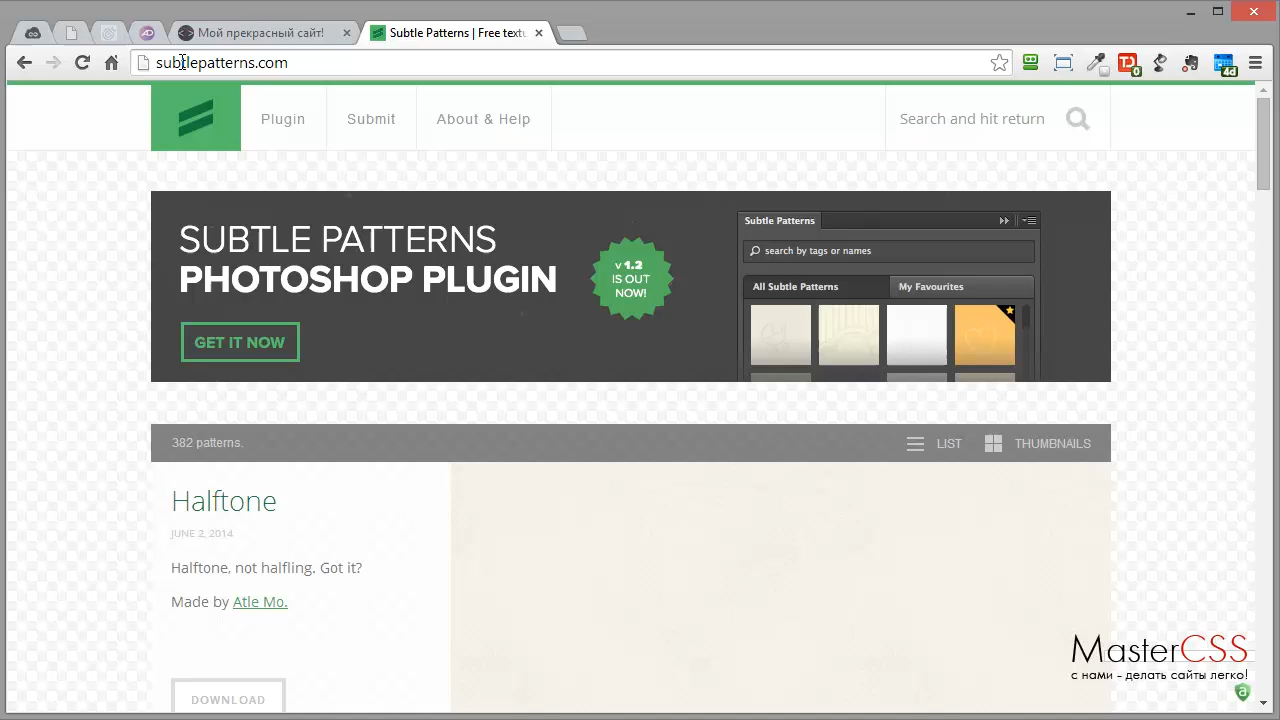 Мой прекрасный сайт!
Subtle Patterns | Free textu
subtlepatterns.com
0
4d
Plugin
Submit
About & Help
Search and hit return
SUBTLE PATTERNS
PHOTOSHOP PLUGIN
GET IT NOW
v 1.2
IS OUT
NOW!
Subtle Patterns
search by tags or names
All Subtle Patterns
My Favourites
382 patterns.
LIST
THUMBNAILS
Halftone
JUNE 2, 2014
Halftone, not halfling. Got it?
Made by Atle Mo.
DOWNLOAD
MasterCSS
с нами - делать сайты легко!